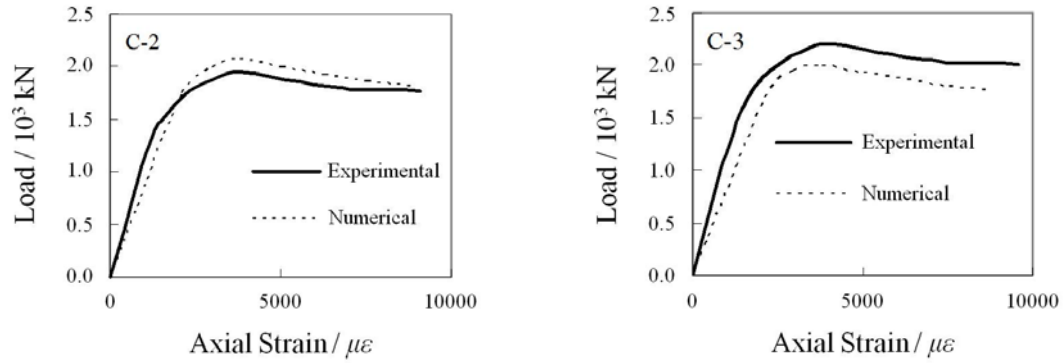 C-2
Load / 10³ kN
2.5
2.0
1.5
1.0
0.5
0.0
Experimental
Numerical
0
5000
10000
Axial Strain / με
C-3
Load / 10³ kN
2.5
2.0
1.5
1.0
0.5
0.0
Experimental
Numerical
0
5000
10000
Axial Strain / με